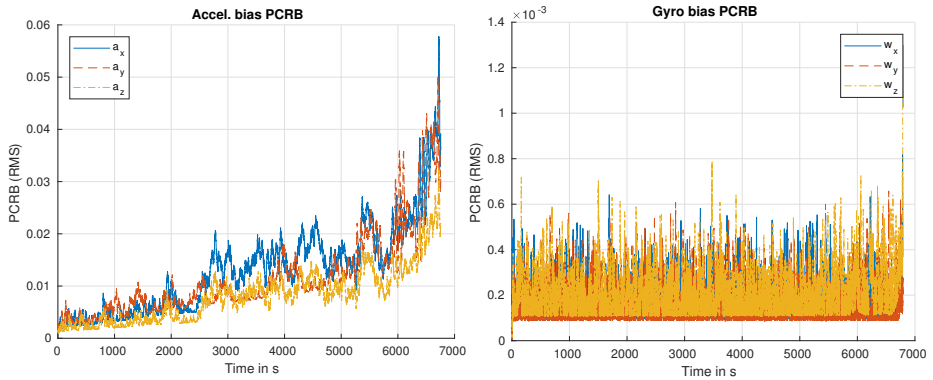 Accel. bias PCRB
PCRB (RMS)
0.06
0.05
0.04
0.03
0.02
0.01
0
a_x
a_y
a_z
0 1000 2000 3000 4000 5000 6000 7000
Time in s
Gyro bias PCRB
× 10^-3
PCRB (RMS)
1.4
1.2
1
0.8
0.6
0.4
0.2
0
w_x
w_y
w_z
0 1000 2000 3000 4000 5000 6000 7000
Time in s